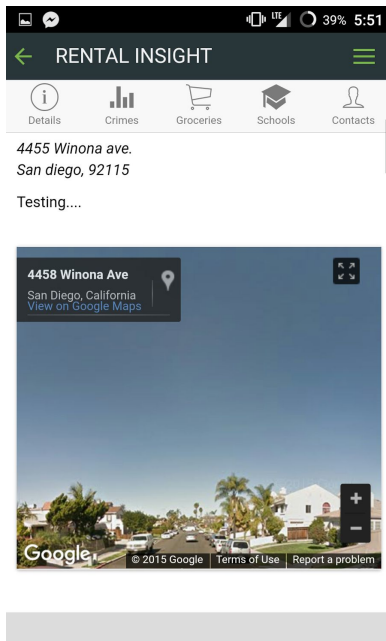 LTE 39% 5:51
RENTAL INSIGHT
i
Details Crimes Groceries Schools Contacts
4455 Winona ave.
San diego, 92115
Testing....
4458 Winona Ave
San Diego, California
View on Google Maps
+
−
Google
© 2015 Google Terms of Use Report a problem